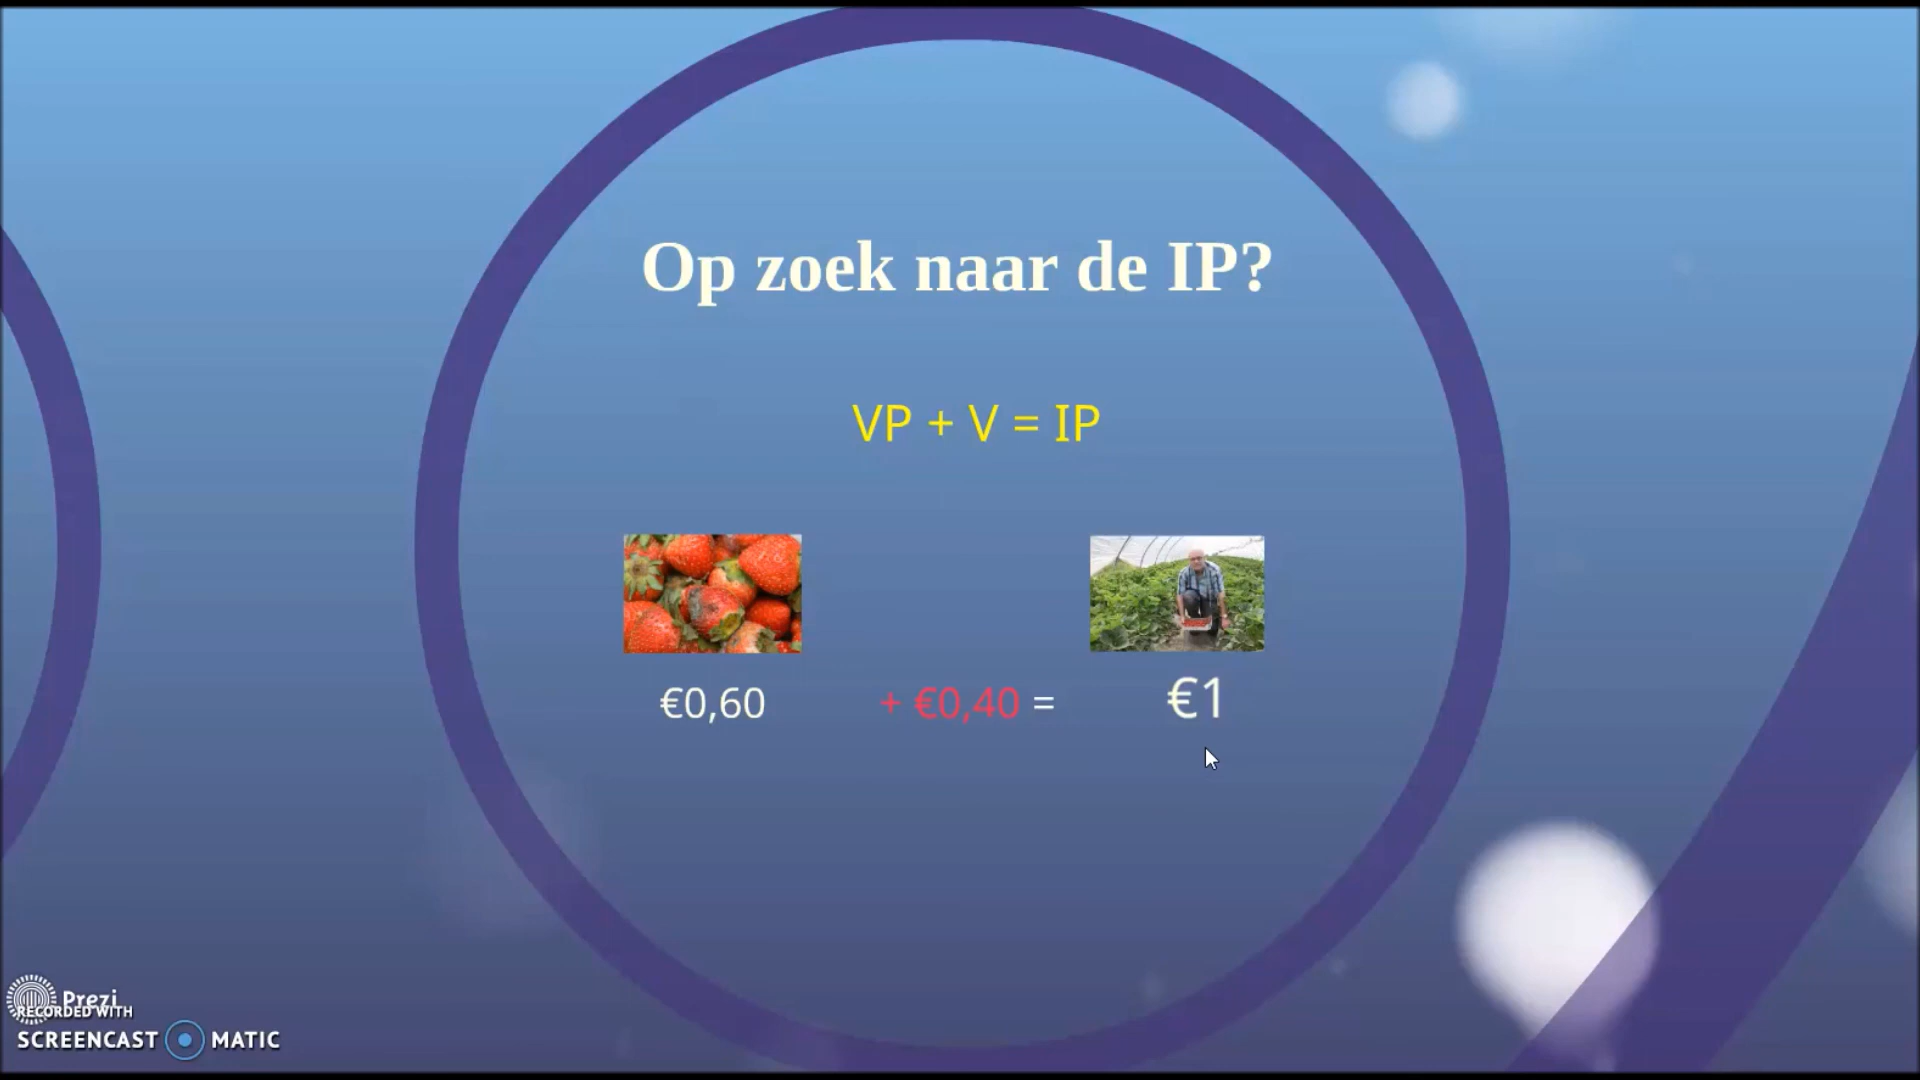 Op zoek naar de IP?
VP + V = IP
€0,60 + €0,40 = €1
Prezi
RECORDED WITH
SCREENCAST MATIC